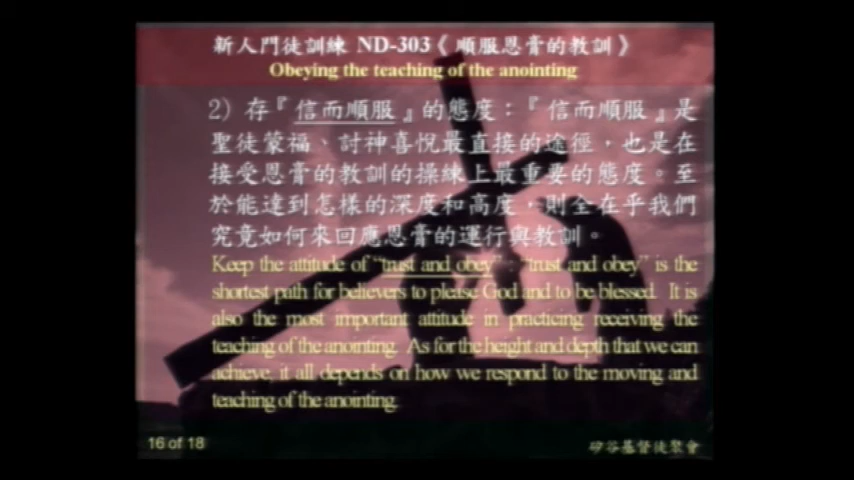 新人門徒訓練 ND-303《順服恩膏的教訓》
Obeying the teaching of the anointing
2) 存『信而順服』的態度：『信而順服』是
聖徒蒙福、討神喜悅最直接的途徑，也是在
接受恩膏的教訓的操練上最重要的態度。至
於能達到怎樣的深度和高度，則全在乎我們
究竟如何來回應恩膏的運行與教訓。
Keep the attitude of “trust and obey” : “trust and obey” is the
shortest path for believers to please God and to be blessed. It is
also the most important attitude in practicing receiving the
teaching of the anointing. As for the height and depth that we can
achieve, it all depends on how we respond to the moving and
teaching of the anointing.
16 of 18
矽谷基督徒聚會